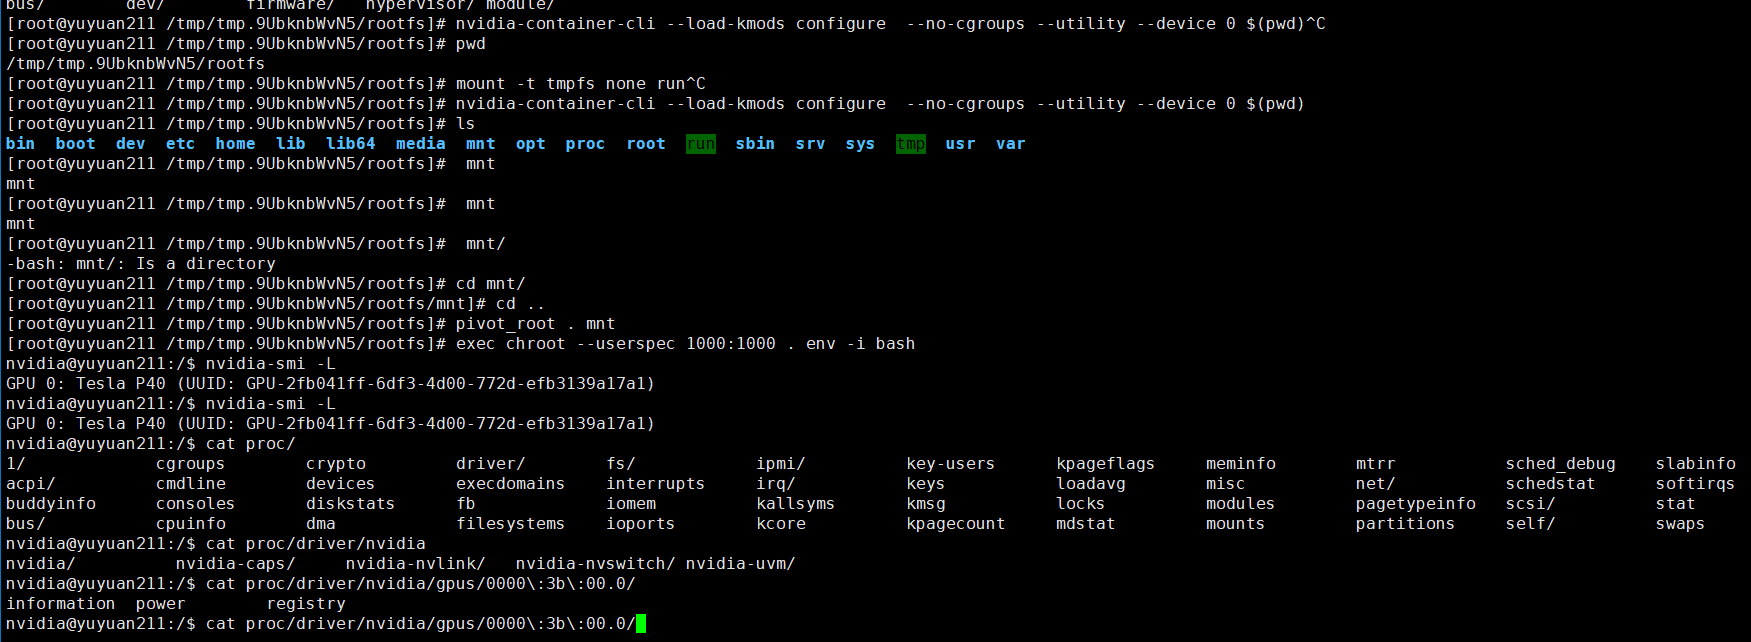 bus/ dev/ firmware/ hypervisor/ module/
[root@yuyuan211 /tmp/tmp.9UbknbWvN5/rootfs]# nvidia-container-cli --load-kmods configure  --no-cgroups --utility --device 0 $(pwd)^C
[root@yuyuan211 /tmp/tmp.9UbknbWvN5/rootfs]# pwd
/tmp/tmp.9UbknbWvN5/rootfs
[root@yuyuan211 /tmp/tmp.9UbknbWvN5/rootfs]# mount -t tmpfs none run^C
[root@yuyuan211 /tmp/tmp.9UbknbWvN5/rootfs]# nvidia-container-cli --load-kmods configure  --no-cgroups --utility --device 0 $(pwd)
[root@yuyuan211 /tmp/tmp.9UbknbWvN5/rootfs]# ls
bin  boot  dev  etc  home  lib  lib64  media  mnt  opt  proc  root  run  sbin  srv  sys  tmp  usr  var
[root@yuyuan211 /tmp/tmp.9UbknbWvN5/rootfs]#  mnt
mnt
[root@yuyuan211 /tmp/tmp.9UbknbWvN5/rootfs]#  mnt
mnt
[root@yuyuan211 /tmp/tmp.9UbknbWvN5/rootfs]#  mnt/
-bash: mnt/: Is a directory
[root@yuyuan211 /tmp/tmp.9UbknbWvN5/rootfs]# cd mnt/
[root@yuyuan211 /tmp/tmp.9UbknbWvN5/rootfs/mnt]# cd ..
[root@yuyuan211 /tmp/tmp.9UbknbWvN5/rootfs]# pivot_root . mnt
[root@yuyuan211 /tmp/tmp.9UbknbWvN5/rootfs]# exec chroot --userspec 1000:1000 . env -i bash
nvidia@yuyuan211:/$ nvidia-smi -L
GPU 0: Tesla P40 (UUID: GPU-2fb041ff-6df3-4d00-772d-efb3139a17a1)
nvidia@yuyuan211:/$ nvidia-smi -L
GPU 0: Tesla P40 (UUID: GPU-2fb041ff-6df3-4d00-772d-efb3139a17a1)
nvidia@yuyuan211:/$ cat proc/
1/ cgroups crypto driver/ fs/ ipmi/ key-users kpageflags meminfo mtrr sched_debug slabinfo
acpi/ cmdline devices execdomains interrupts irq/ keys loadavg misc net/ schedstat softirqs
buddyinfo consoles diskstats fb iomem kallsyms kmsg locks modules pagetypeinfo scsi/ stat
bus/ cpuinfo dma filesystems ioports kcore kpagecount mdstat mounts partitions self/ swaps
nvidia@yuyuan211:/$ cat proc/driver/nvidia
nvidia/ nvidia-caps/ nvidia-nvlink/ nvidia-nvswitch/ nvidia-uvm/
nvidia@yuyuan211:/$ cat proc/driver/nvidia/gpus/0000\:3b\:00.0/
information power registry
nvidia@yuyuan211:/$ cat proc/driver/nvidia/gpus/0000\:3b\:00.0/